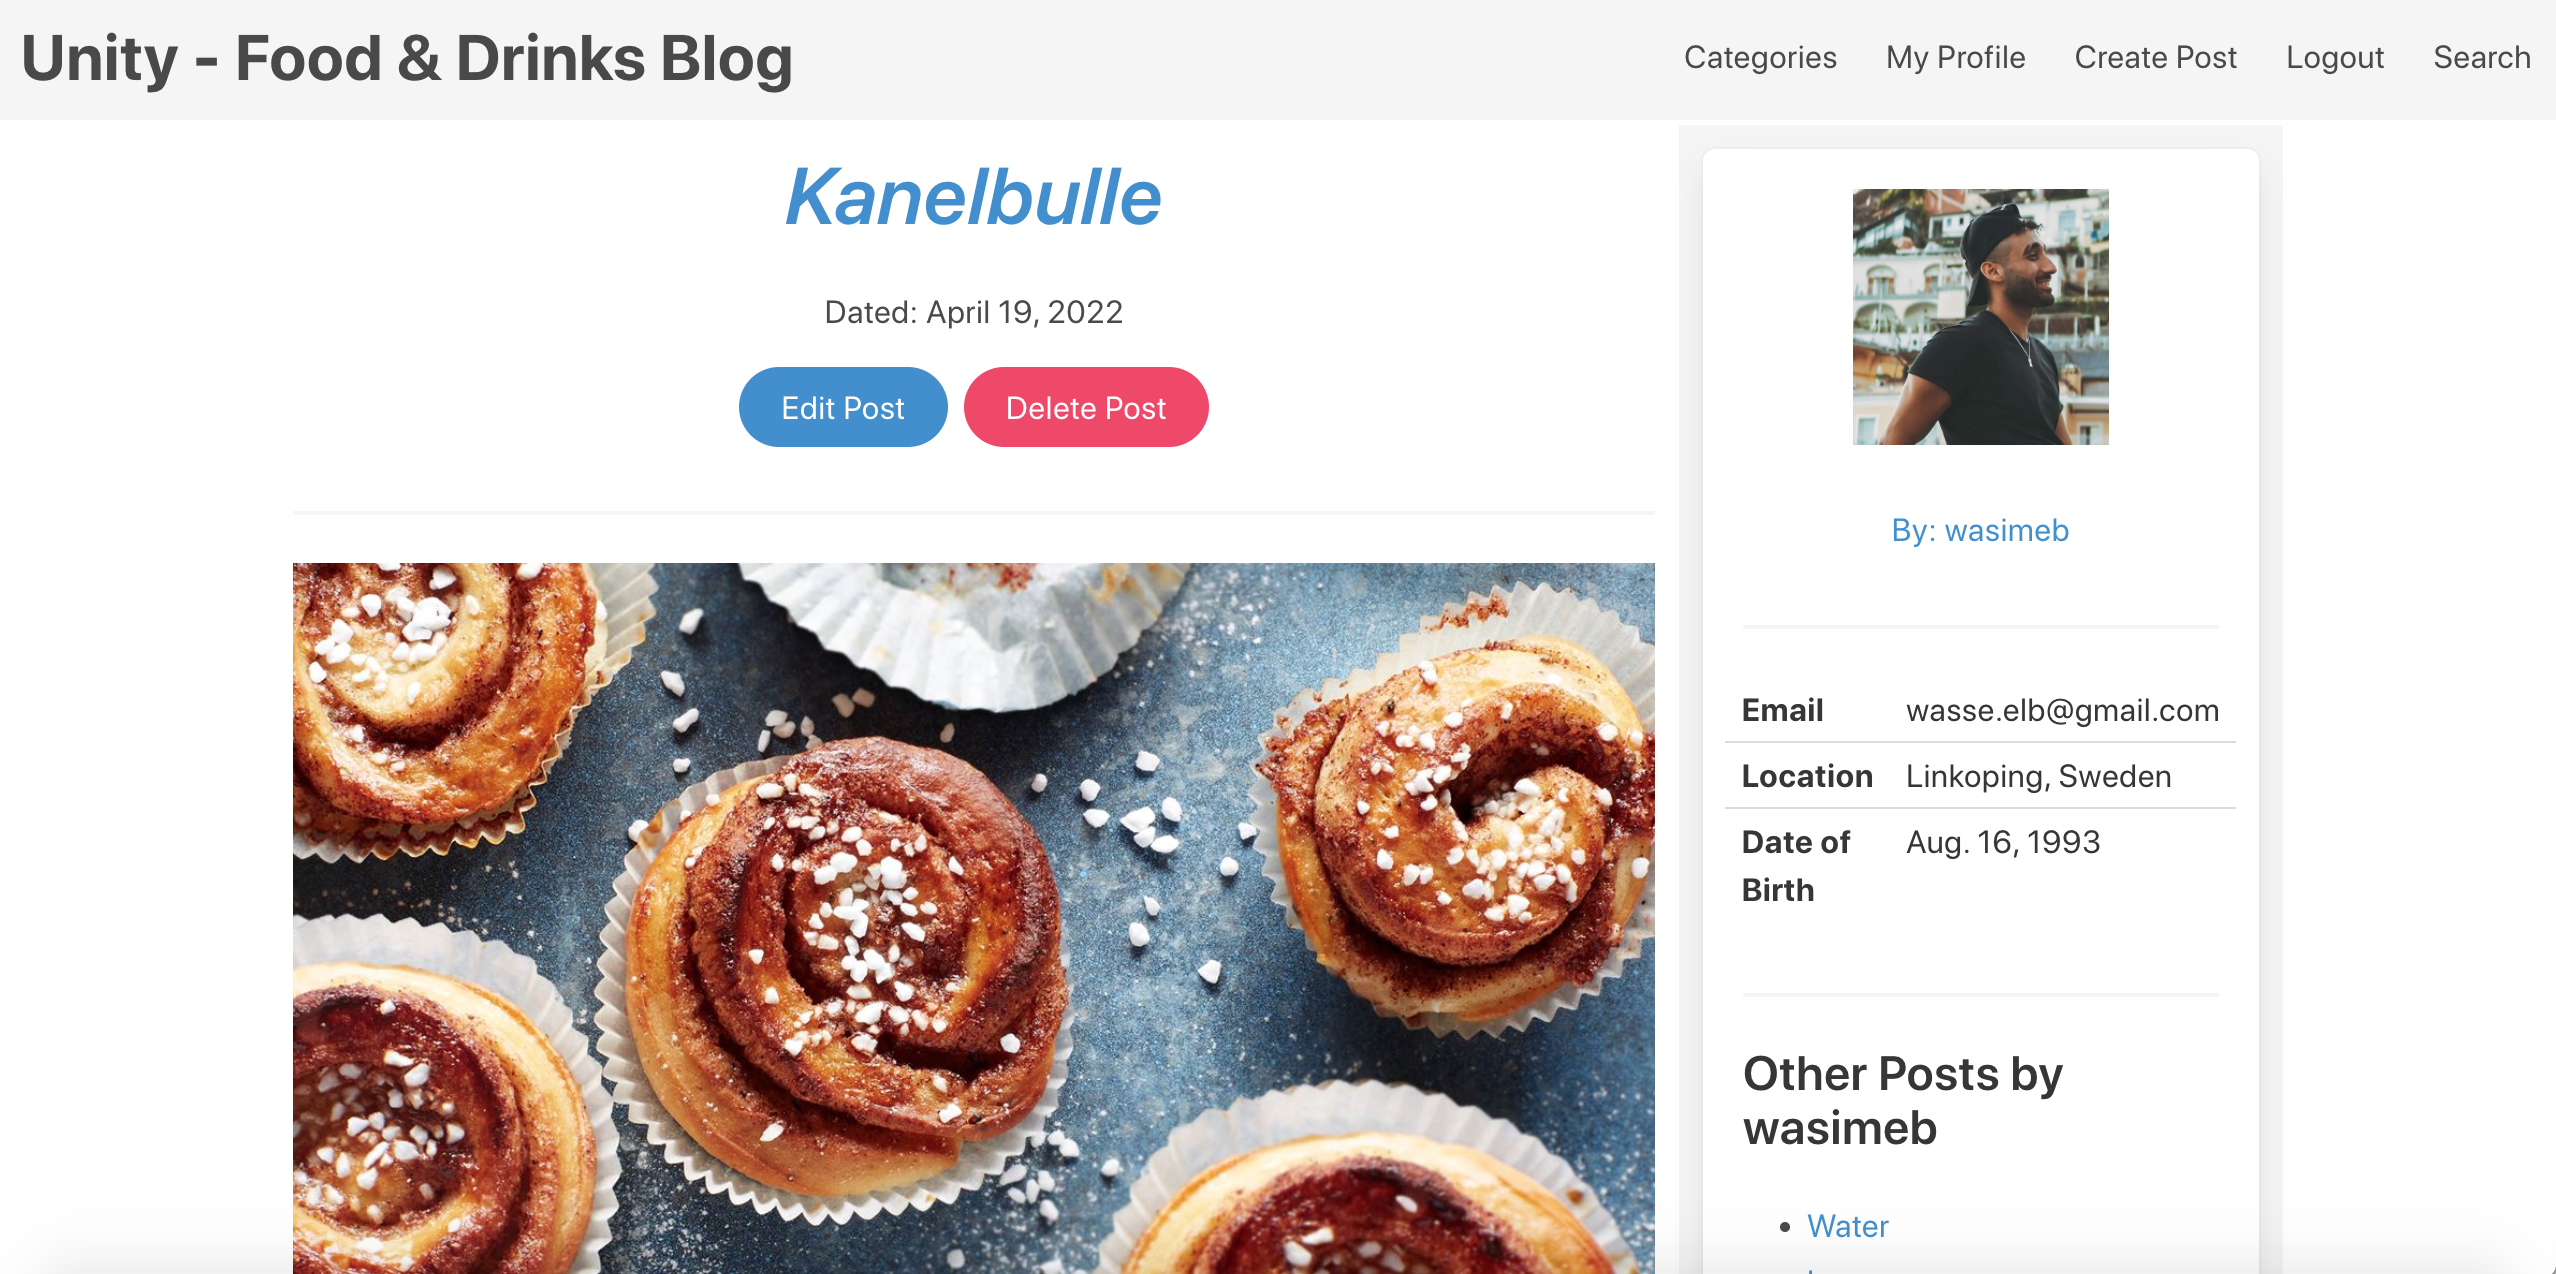 Unity - Food & Drinks Blog
Categories My Profile Create Post Logout Search
Kanelbulle
Dated: April 19, 2022
Edit Post Delete Post
By: wasimeb
Email wasse.elb@gmail.com
Location Linkoping, Sweden
Date of Aug. 16, 1993
Birth
Other Posts by
wasimeb
• Water